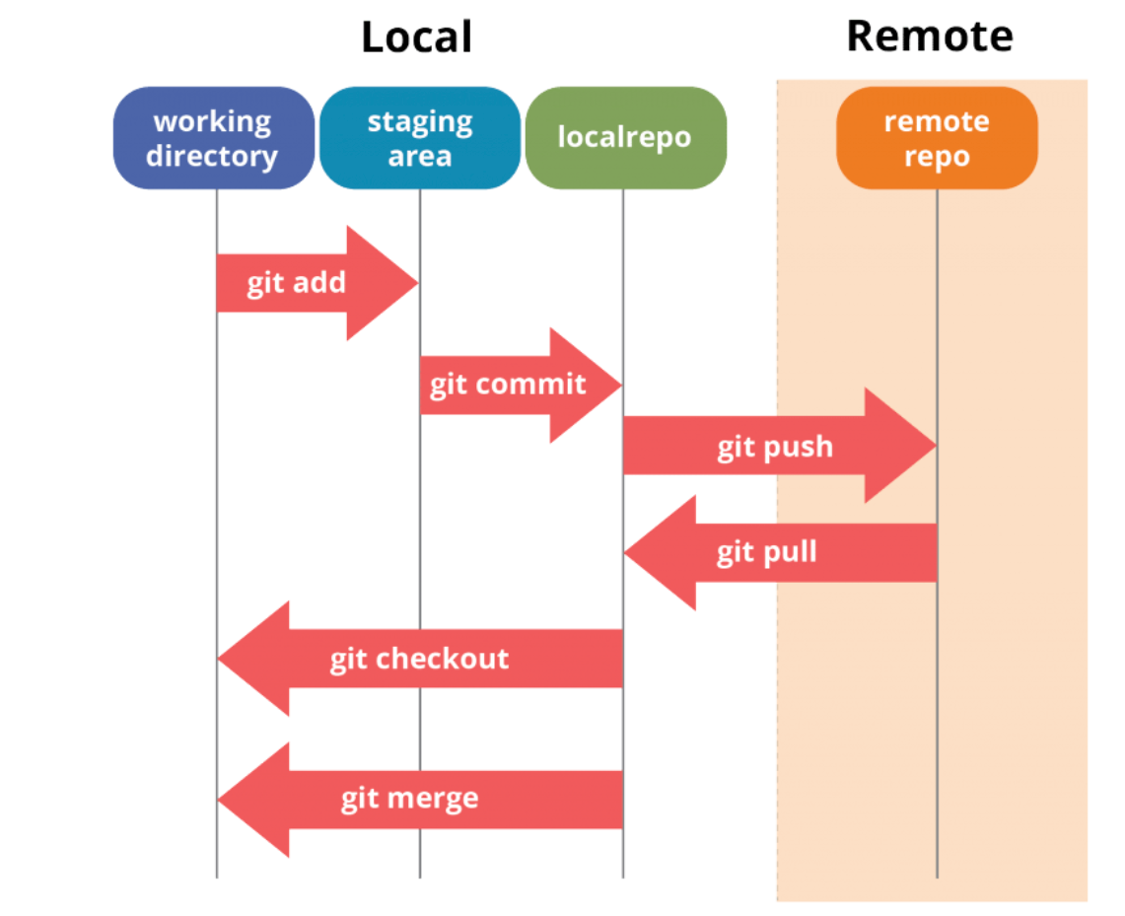 Local
Remote
working
directory
staging
area
localrepo
remote
repo
git add
git commit
git push
git pull
git checkout
git merge